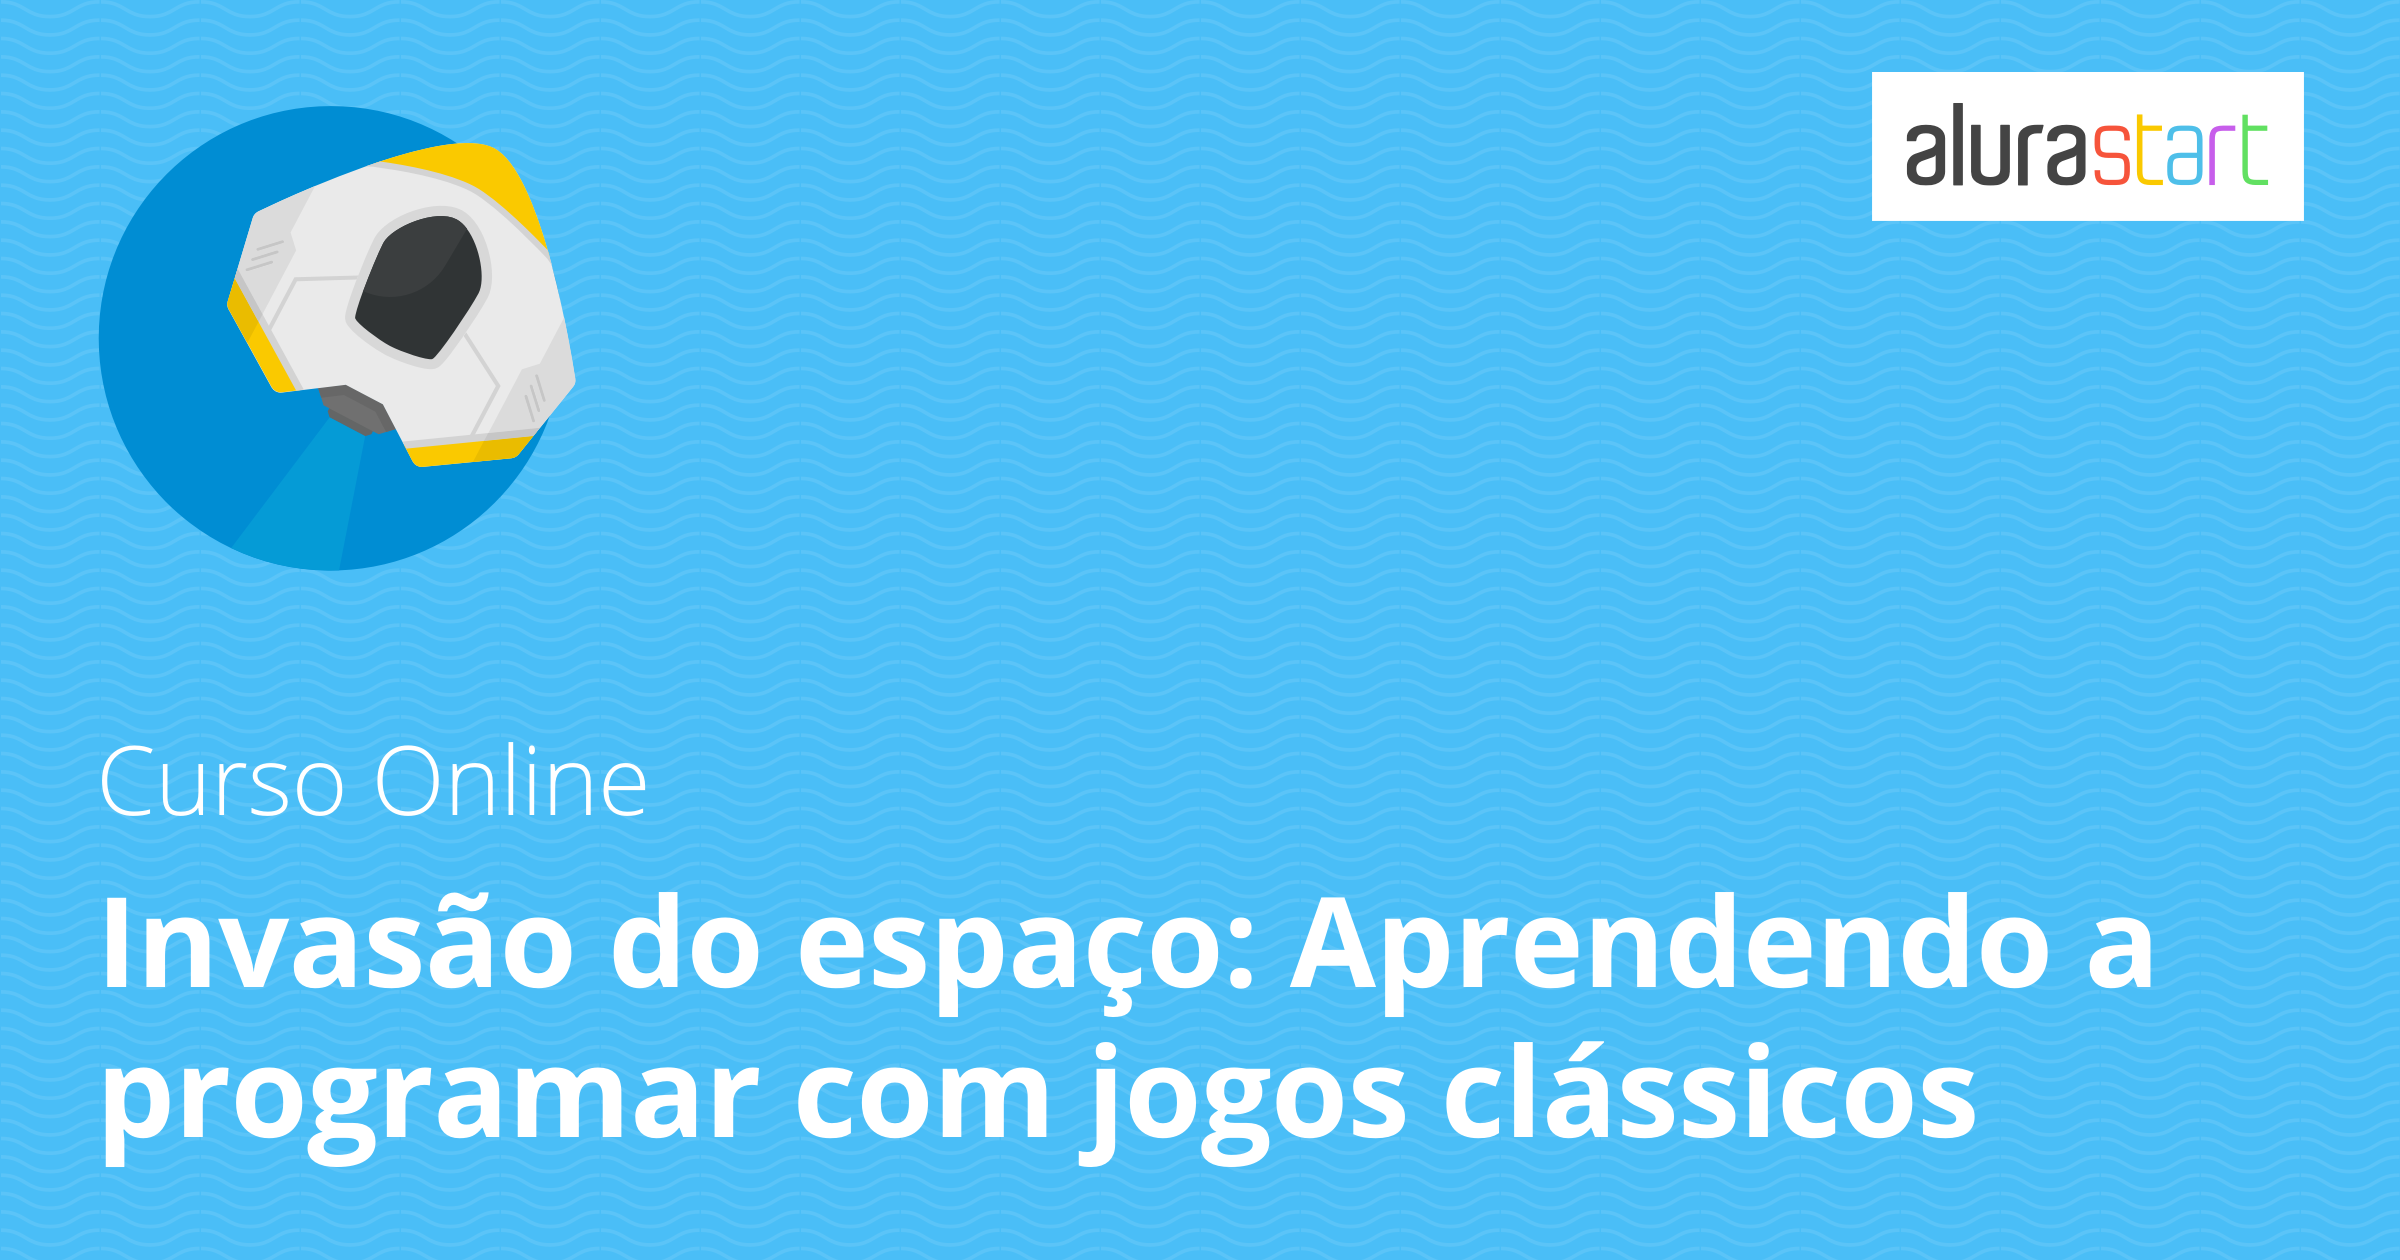 alurastart
Curso Online
Invasão do espaço: Aprendendo a
programar com jogos clássicos